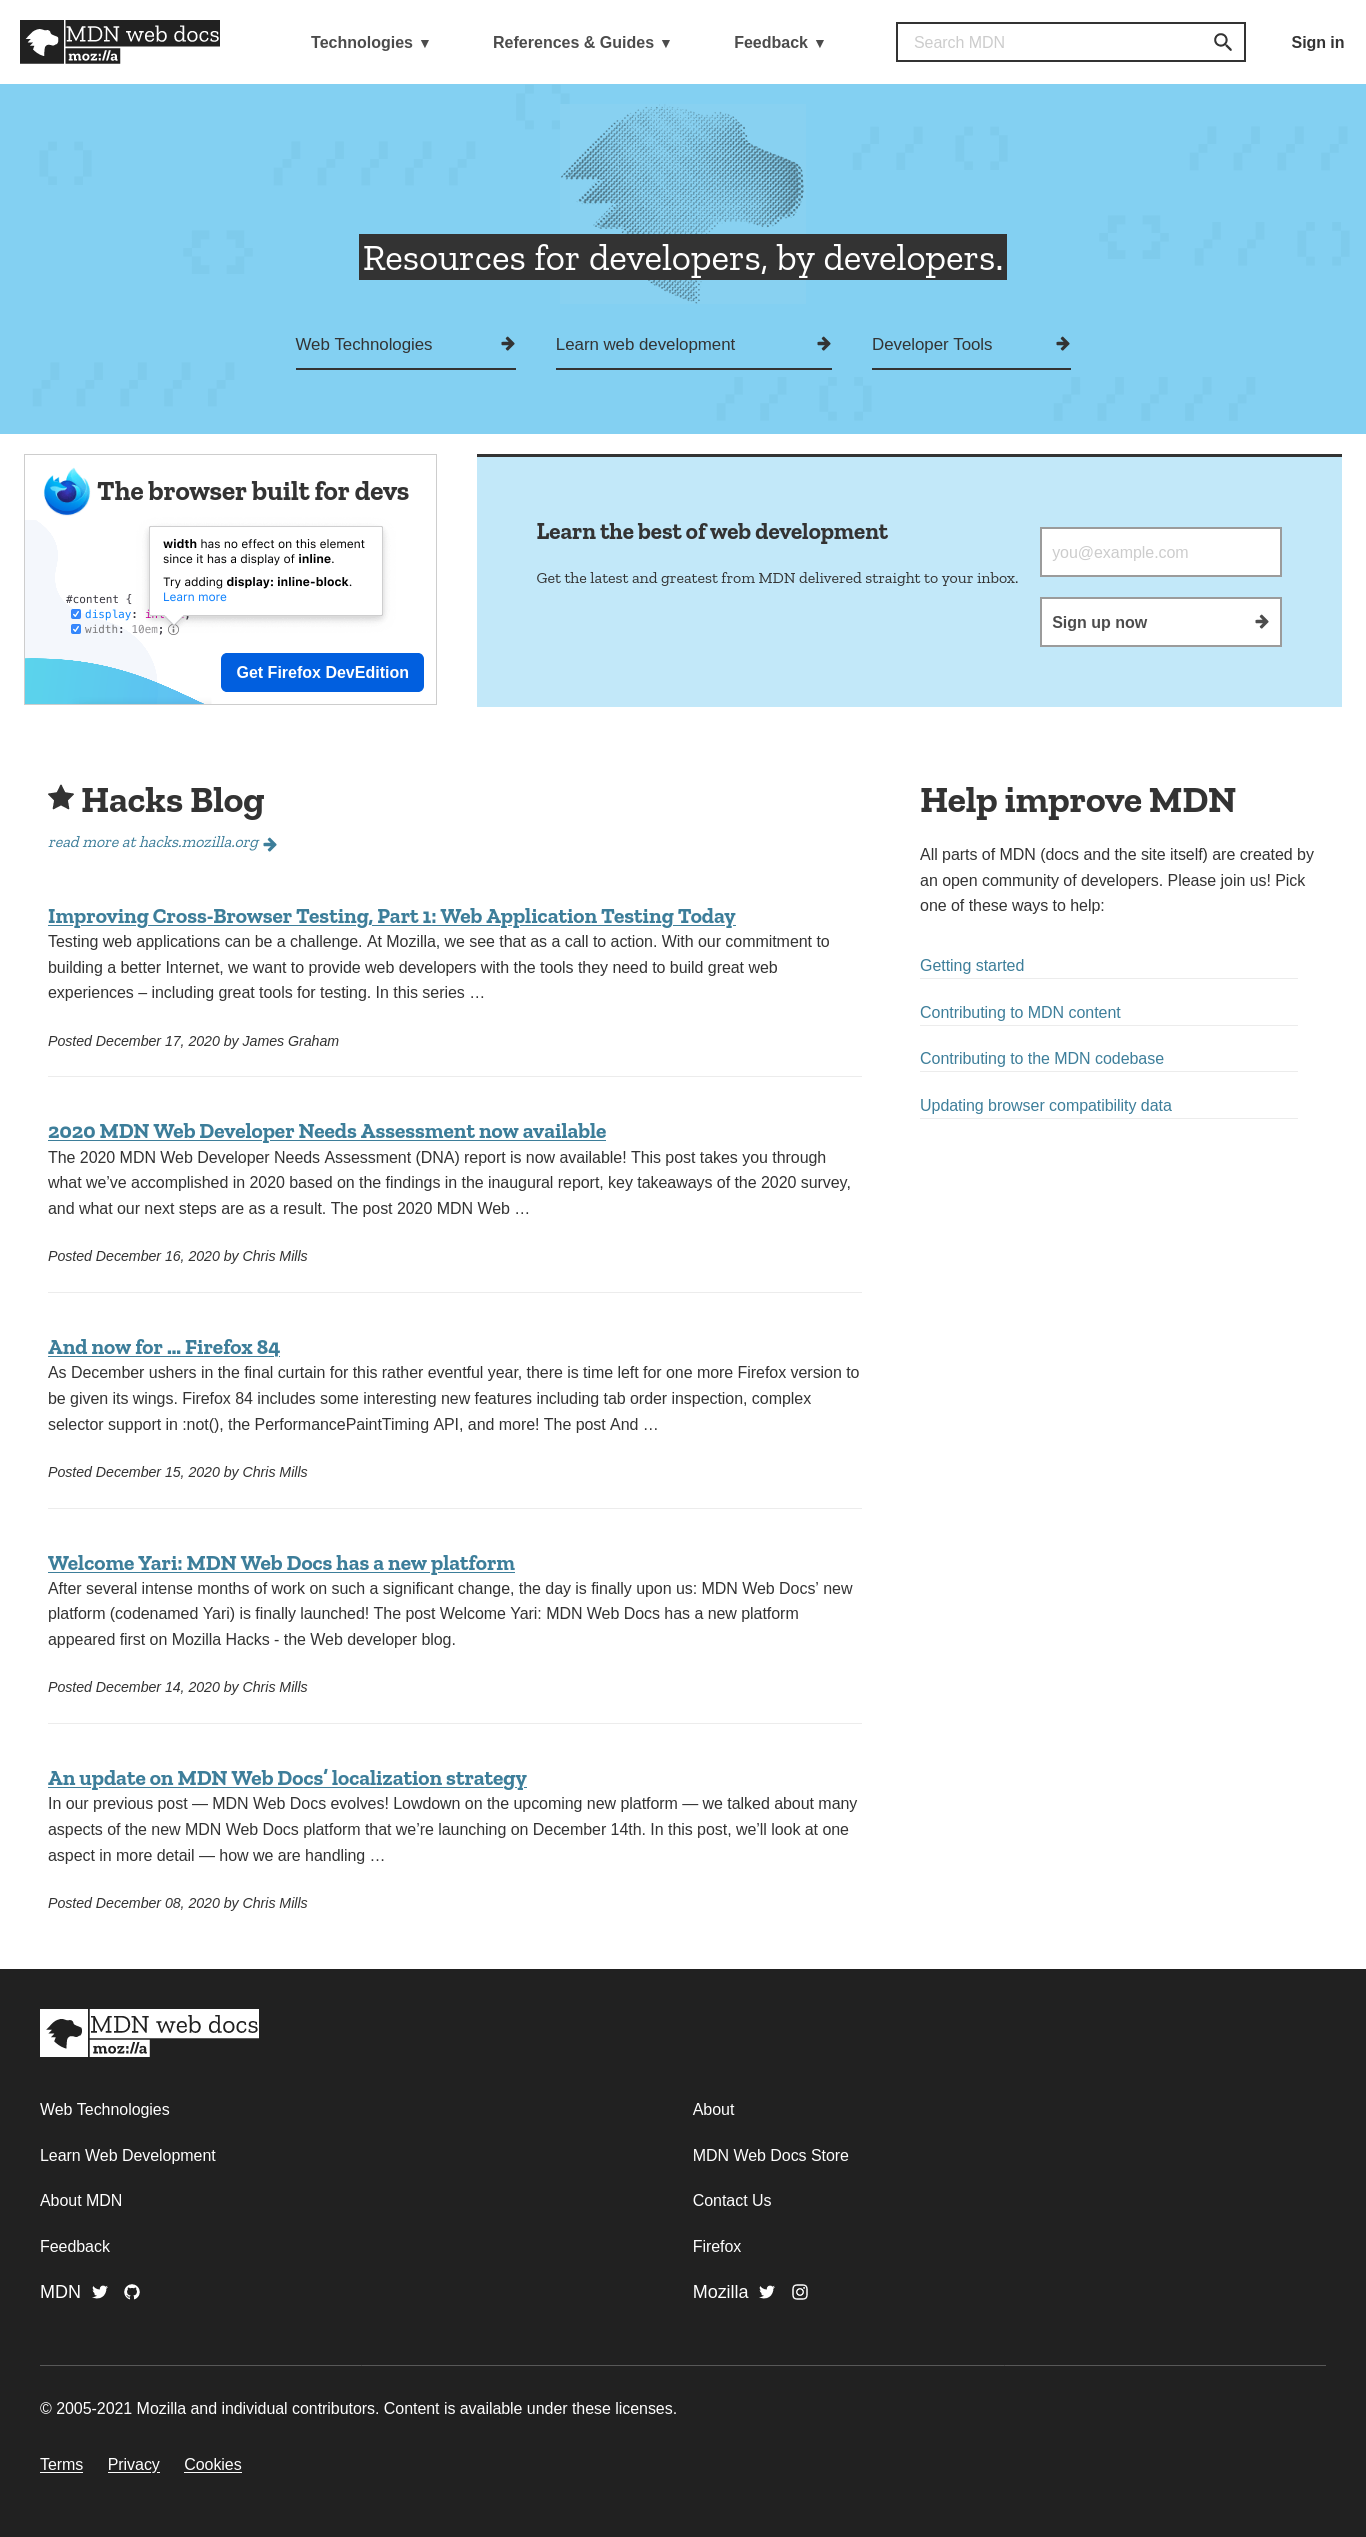 MDN web docs
moz://a
Technologies ▼
References & Guides ▼
Feedback ▼
Search MDN
Sign in
Resources for developers, by developers.
Web Technologies
Learn web development
Developer Tools
The browser built for devs
width has no effect on this element
since it has a display of inline.
Try adding display: inline-block.
Learn more
#content {
display:
width: 10em;
Get Firefox DevEdition
Learn the best of web development
Get the latest and greatest from MDN delivered straight to your inbox.
you@example.com
Sign up now
Hacks Blog
read more at hacks.mozilla.org
Improving Cross-Browser Testing, Part 1: Web Application Testing Today
Testing web applications can be a challenge. At Mozilla, we see that as a call to action. With our commitment to
building a better Internet, we want to provide web developers with the tools they need to build great web
experiences – including great tools for testing. In this series …
Posted December 17, 2020 by James Graham
2020 MDN Web Developer Needs Assessment now available
The 2020 MDN Web Developer Needs Assessment (DNA) report is now available! This post takes you through
what we’ve accomplished in 2020 based on the findings in the inaugural report, key takeaways of the 2020 survey,
and what our next steps are as a result. The post 2020 MDN Web …
Posted December 16, 2020 by Chris Mills
And now for … Firefox 84
As December ushers in the final curtain for this rather eventful year, there is time left for one more Firefox version to
be given its wings. Firefox 84 includes some interesting new features including tab order inspection, complex
selector support in :not(), the PerformancePaintTiming API, and more! The post And …
Posted December 15, 2020 by Chris Mills
Welcome Yari: MDN Web Docs has a new platform
After several intense months of work on such a significant change, the day is finally upon us: MDN Web Docs’ new
platform (codenamed Yari) is finally launched! The post Welcome Yari: MDN Web Docs has a new platform
appeared first on Mozilla Hacks - the Web developer blog.
Posted December 14, 2020 by Chris Mills
An update on MDN Web Docs’ localization strategy
In our previous post — MDN Web Docs evolves! Lowdown on the upcoming new platform — we talked about many
aspects of the new MDN Web Docs platform that we’re launching on December 14th. In this post, we’ll look at one
aspect in more detail — how we are handling …
Posted December 08, 2020 by Chris Mills
Help improve MDN
All parts of MDN (docs and the site itself) are created by
an open community of developers. Please join us! Pick
one of these ways to help:
Getting started
Contributing to MDN content
Contributing to the MDN codebase
Updating browser compatibility data
MDN web docs
moz://a
Web Technologies
Learn Web Development
About MDN
Feedback
MDN
About
MDN Web Docs Store
Contact Us
Firefox
Mozilla
© 2005-2021 Mozilla and individual contributors. Content is available under these licenses.
Terms
Privacy
Cookies